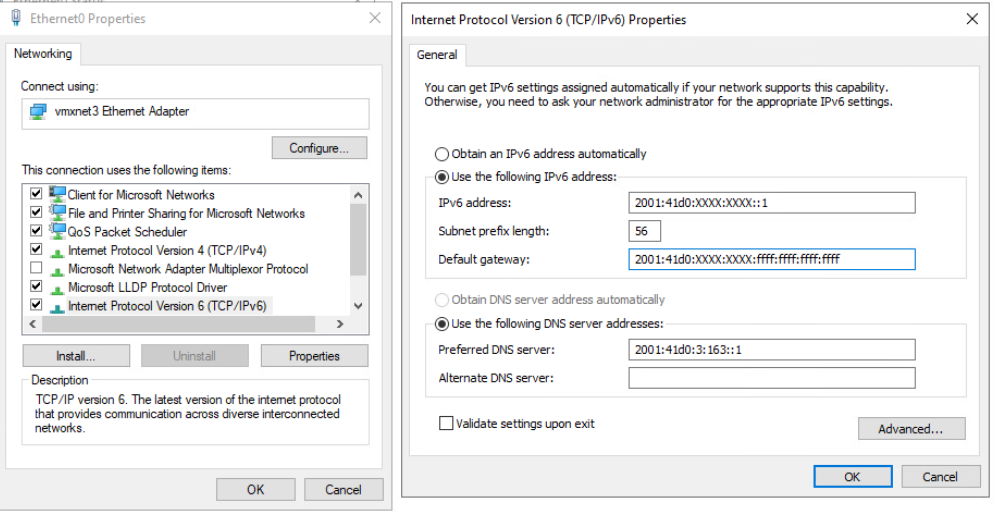 Ethernet0 Status
Ethernet0 Properties
Networking
Connect using:
vmxnet3 Ethernet Adapter
Configure...
This connection uses the following items:
Client for Microsoft Networks
File and Printer Sharing for Microsoft Networks
QoS Packet Scheduler
Internet Protocol Version 4 (TCP/IPv4)
Microsoft Network Adapter Multiplexor Protocol
Microsoft LLDP Protocol Driver
Internet Protocol Version 6 (TCP/IPv6)
Install...
Uninstall
Properties
Description
TCP/IP version 6. The latest version of the internet protocol
that provides communication across diverse interconnected
networks.
OK
Cancel
Internet Protocol Version 6 (TCP/IPv6) Properties
General
You can get IPv6 settings assigned automatically if your network supports this capability.
Otherwise, you need to ask your network administrator for the appropriate IPv6 settings.
Obtain an IPv6 address automatically
Use the following IPv6 address:
IPv6 address: 2001:41d0:XXXX:XXXX::1
Subnet prefix length: 56
Default gateway: 2001:41d0:XXXX:XXXX:ffff:ffff:ffff:ffff
Obtain DNS server address automatically
Use the following DNS server addresses:
Preferred DNS server: 2001:41d0:3:163::1
Alternate DNS server:
Validate settings upon exit
Advanced...
OK
Cancel